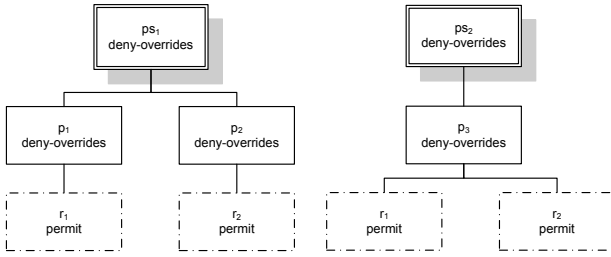 ps₁
deny-overrides
ps₂
deny-overrides
p₁
deny-overrides
p₂
deny-overrides
p₃
deny-overrides
r₁
permit
r₂
permit
r₁
permit
r₂
permit